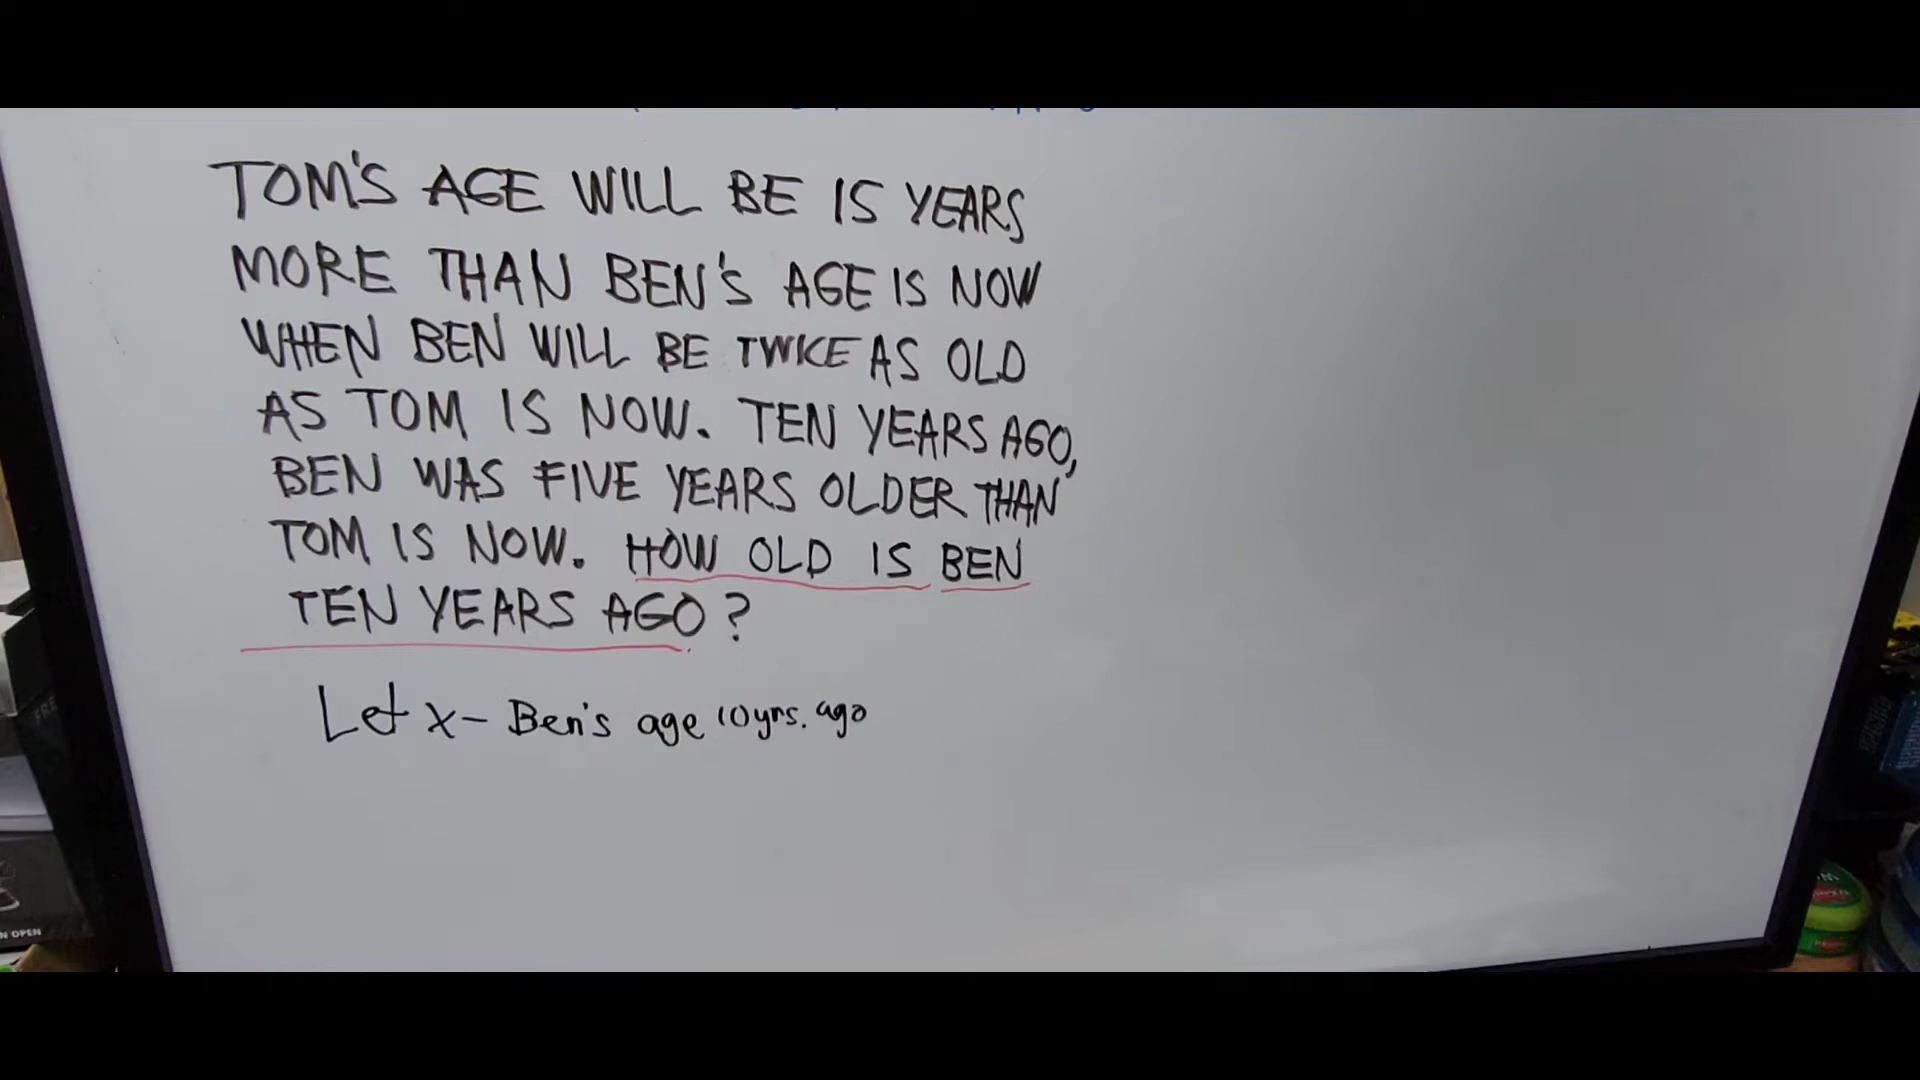 TOM'S AGE WILL BE 15 YEARS
MORE THAN BEN'S AGE IS NOW
WHEN BEN WILL BE TWICE AS OLD
AS TOM IS NOW. TEN YEARS AGO,
BEN WAS FIVE YEARS OLDER THAN
TOM IS NOW. HOW OLD IS BEN
TEN YEARS AGO?
Let x - Ben's age 10 yrs. ago
N OPEN